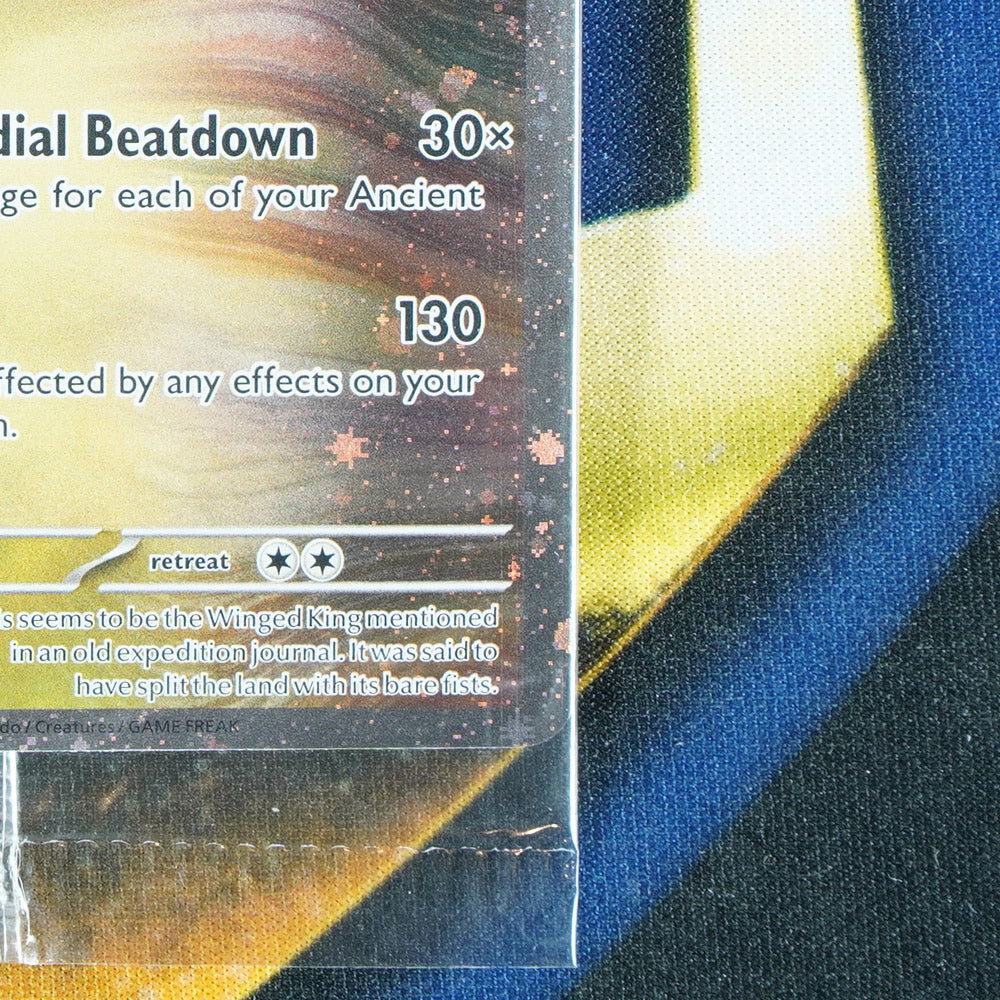 dial Beatdown 30×
ge for each of your Ancient
130
ffected by any effects on your
n.
retreat
's seems to be the Winged King mentioned
in an old expedition journal. It was said to
have split the land with its bare fists.
do / Creatures / GAME FREAK